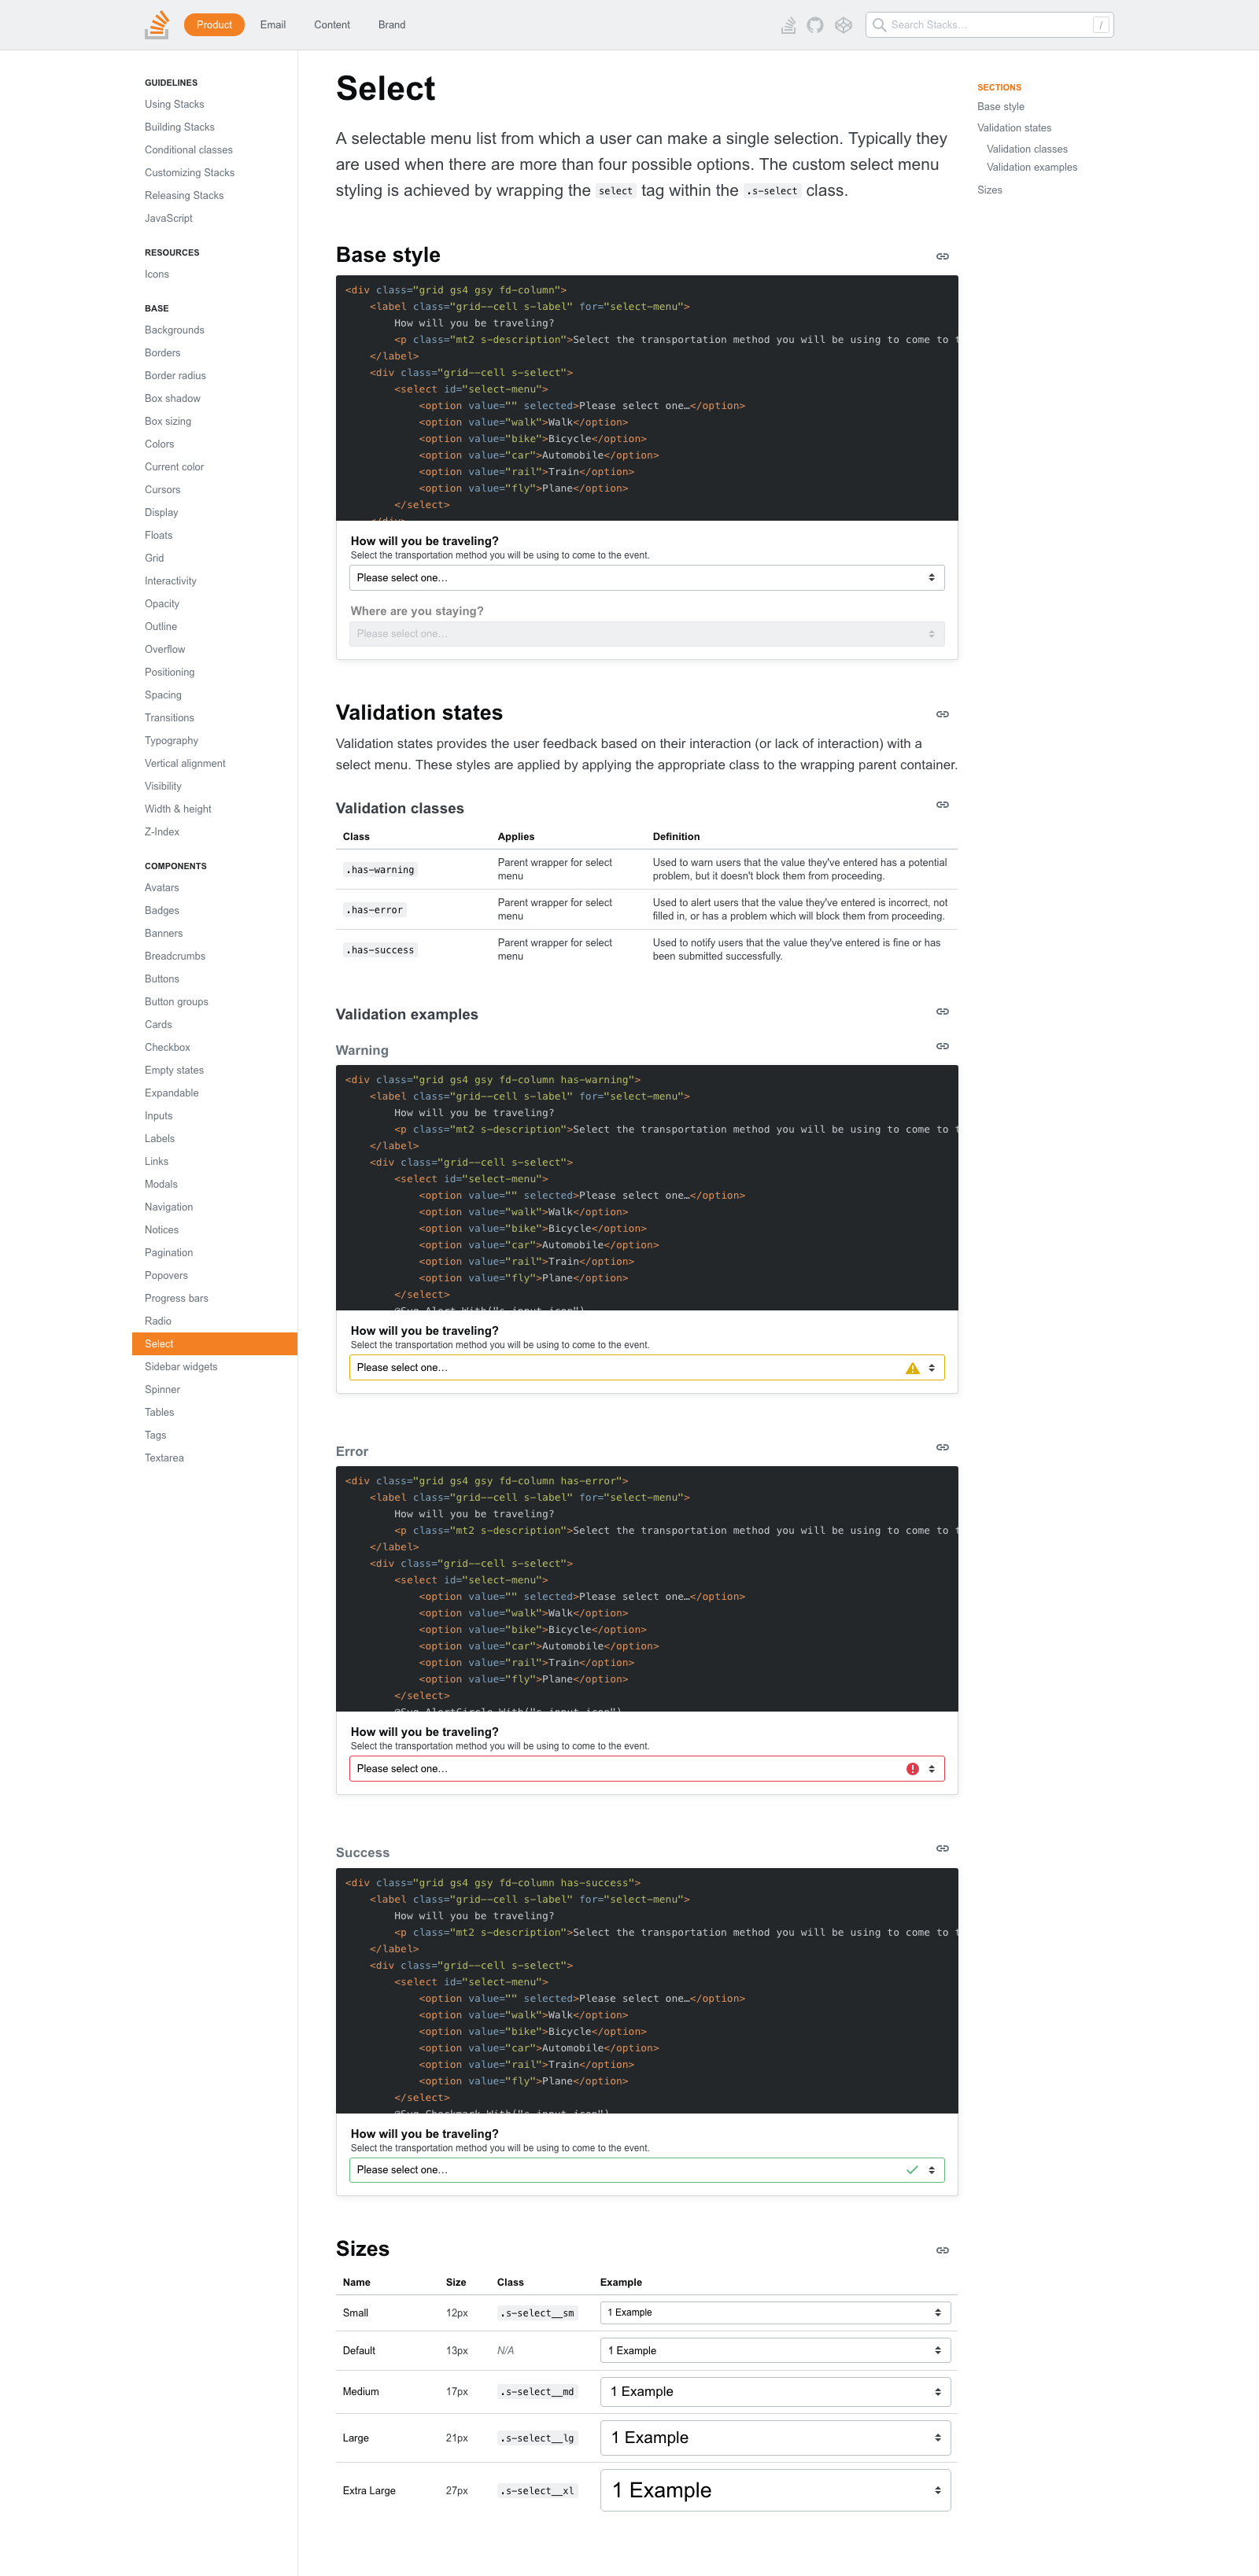 Product Email Content Brand Search Stacks... /
GUIDELINES
Using Stacks
Building Stacks
Conditional classes
Customizing Stacks
Releasing Stacks
JavaScript
RESOURCES
Icons
BASE
Backgrounds
Borders
Border radius
Box shadow
Box sizing
Colors
Current color
Cursors
Display
Floats
Grid
Interactivity
Opacity
Outline
Overflow
Positioning
Spacing
Transitions
Typography
Vertical alignment
Visibility
Width & height
Z-Index
COMPONENTS
Avatars
Badges
Banners
Breadcrumbs
Buttons
Button groups
Cards
Checkbox
Empty states
Expandable
Inputs
Labels
Links
Modals
Navigation
Notices
Pagination
Popovers
Progress bars
Radio
Select
Sidebar widgets
Spinner
Tables
Tags
Textarea
Select
A selectable menu list from which a user can make a single selection. Typically they
are used when there are more than four possible options. The custom select menu
styling is achieved by wrapping the select tag within the .s-select class.
Base style
<div class="grid gs4 gsy fd-column">
<label class="grid--cell s-label" for="select-menu">
How will you be traveling?
<p class="mt2 s-description">Select the transportation method you will be using to come to t
</label>
<div class="grid--cell s-select">
<select id="select-menu">
<option value="" selected>Please select one…</option>
<option value="walk">Walk</option>
<option value="bike">Bicycle</option>
<option value="car">Automobile</option>
<option value="rail">Train</option>
<option value="fly">Plane</option>
</select>
</div>
How will you be traveling?
Select the transportation method you will be using to come to the event.
Please select one…
Where are you staying?
Please select one…
Validation states
Validation states provides the user feedback based on their interaction (or lack of interaction) with a
select menu. These styles are applied by applying the appropriate class to the wrapping parent container.
Validation classes
Class Applies Definition
.has-warning Parent wrapper for select menu Used to warn users that the value they've entered has a potential
problem, but it doesn't block them from proceeding.
.has-error Parent wrapper for select menu Used to alert users that the value they've entered is incorrect, not
filled in, or has a problem which will block them from proceeding.
.has-success Parent wrapper for select menu Used to notify users that the value they've entered is fine or has
been submitted successfully.
Validation examples
Warning
<div class="grid gs4 gsy fd-column has-warning">
<label class="grid--cell s-label" for="select-menu">
How will you be traveling?
<p class="mt2 s-description">Select the transportation method you will be using to come to t
</label>
<div class="grid--cell s-select">
<select id="select-menu">
<option value="" selected>Please select one…</option>
<option value="walk">Walk</option>
<option value="bike">Bicycle</option>
<option value="car">Automobile</option>
<option value="rail">Train</option>
<option value="fly">Plane</option>
</select>
@Svg.Alert.With("s-input-icon")
How will you be traveling?
Select the transportation method you will be using to come to the event.
Please select one…
Error
<div class="grid gs4 gsy fd-column has-error">
<label class="grid--cell s-label" for="select-menu">
How will you be traveling?
<p class="mt2 s-description">Select the transportation method you will be using to come to t
</label>
<div class="grid--cell s-select">
<select id="select-menu">
<option value="" selected>Please select one…</option>
<option value="walk">Walk</option>
<option value="bike">Bicycle</option>
<option value="car">Automobile</option>
<option value="rail">Train</option>
<option value="fly">Plane</option>
</select>
@Svg.AlertCircle.With("s-input-icon")
How will you be traveling?
Select the transportation method you will be using to come to the event.
Please select one…
Success
<div class="grid gs4 gsy fd-column has-success">
<label class="grid--cell s-label" for="select-menu">
How will you be traveling?
<p class="mt2 s-description">Select the transportation method you will be using to come to t
</label>
<div class="grid--cell s-select">
<select id="select-menu">
<option value="" selected>Please select one…</option>
<option value="walk">Walk</option>
<option value="bike">Bicycle</option>
<option value="car">Automobile</option>
<option value="rail">Train</option>
<option value="fly">Plane</option>
</select>
@Svg.Checkmark.With("s-input-icon")
How will you be traveling?
Select the transportation method you will be using to come to the event.
Please select one…
Sizes
Name Size Class Example
Small 12px .s-select__sm 1 Example
Default 13px N/A 1 Example
Medium 17px .s-select__md 1 Example
Large 21px .s-select__lg 1 Example
Extra Large 27px .s-select__xl 1 Example
SECTIONS
Base style
Validation states
Validation classes
Validation examples
Sizes